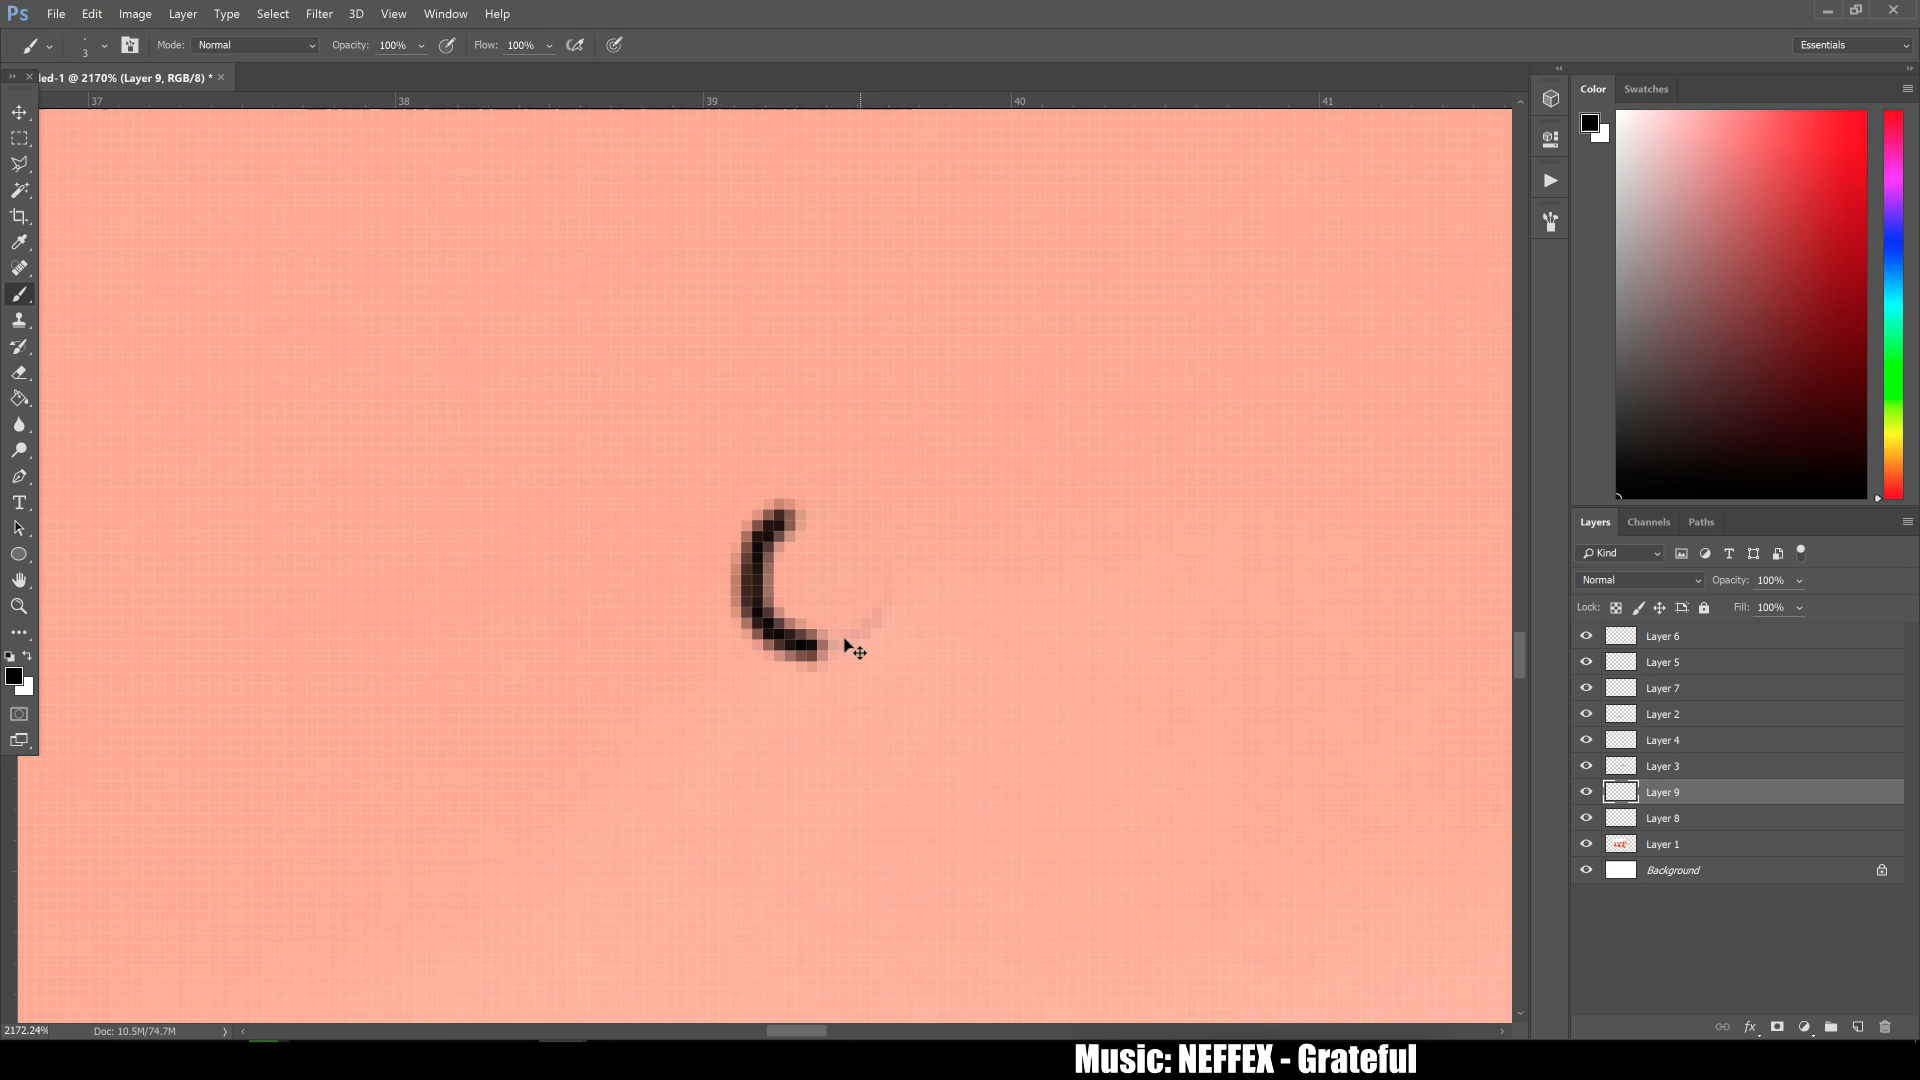 Ps File Edit Image Layer Type Select Filter 3D View Window Help
3 Mode: Normal Opacity: 100% Flow: 100% Essentials
led-1 @ 2170% (Layer 9, RGB/8) *
37 38 39 40 41
Color Swatches
Layers Channels Paths
Kind
Normal Opacity: 100%
Lock: Fill: 100%
Layer 6
Layer 5
Layer 7
Layer 2
Layer 4
Layer 3
Layer 9
Layer 8
Layer 1
Background
2172.24% Doc: 10.5M/74.7M
fx
Music: NEFFEX - Grateful